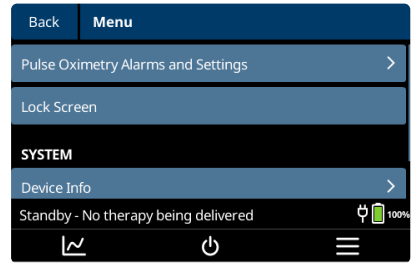 Back Menu
Pulse Oximetry Alarms and Settings
Lock Screen
SYSTEM
Device Info
Standby - No therapy being delivered 100%